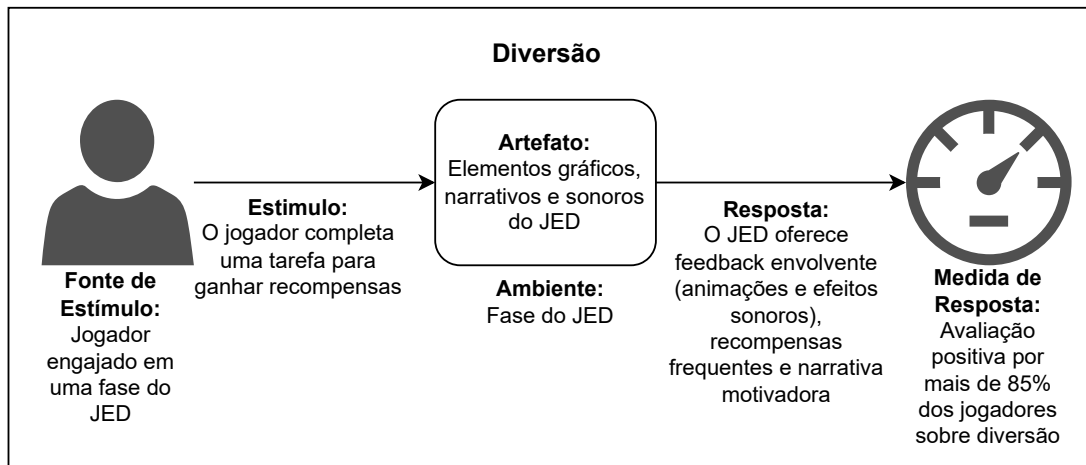 Diversão
Fonte de
Estímulo:
Jogador
engajado em
uma fase do
JED
Estimulo:
O jogador completa
uma tarefa para
ganhar recompensas
Artefato:
Elementos gráficos,
narrativos e sonoros
do JED
Ambiente:
Fase do JED
Resposta:
O JED oferece
feedback envolvente
(animações e efeitos
sonoros),
recompensas
frequentes e narrativa
motivadora
Medida de
Resposta:
Avaliação
positiva por
mais de 85%
dos jogadores
sobre diversão